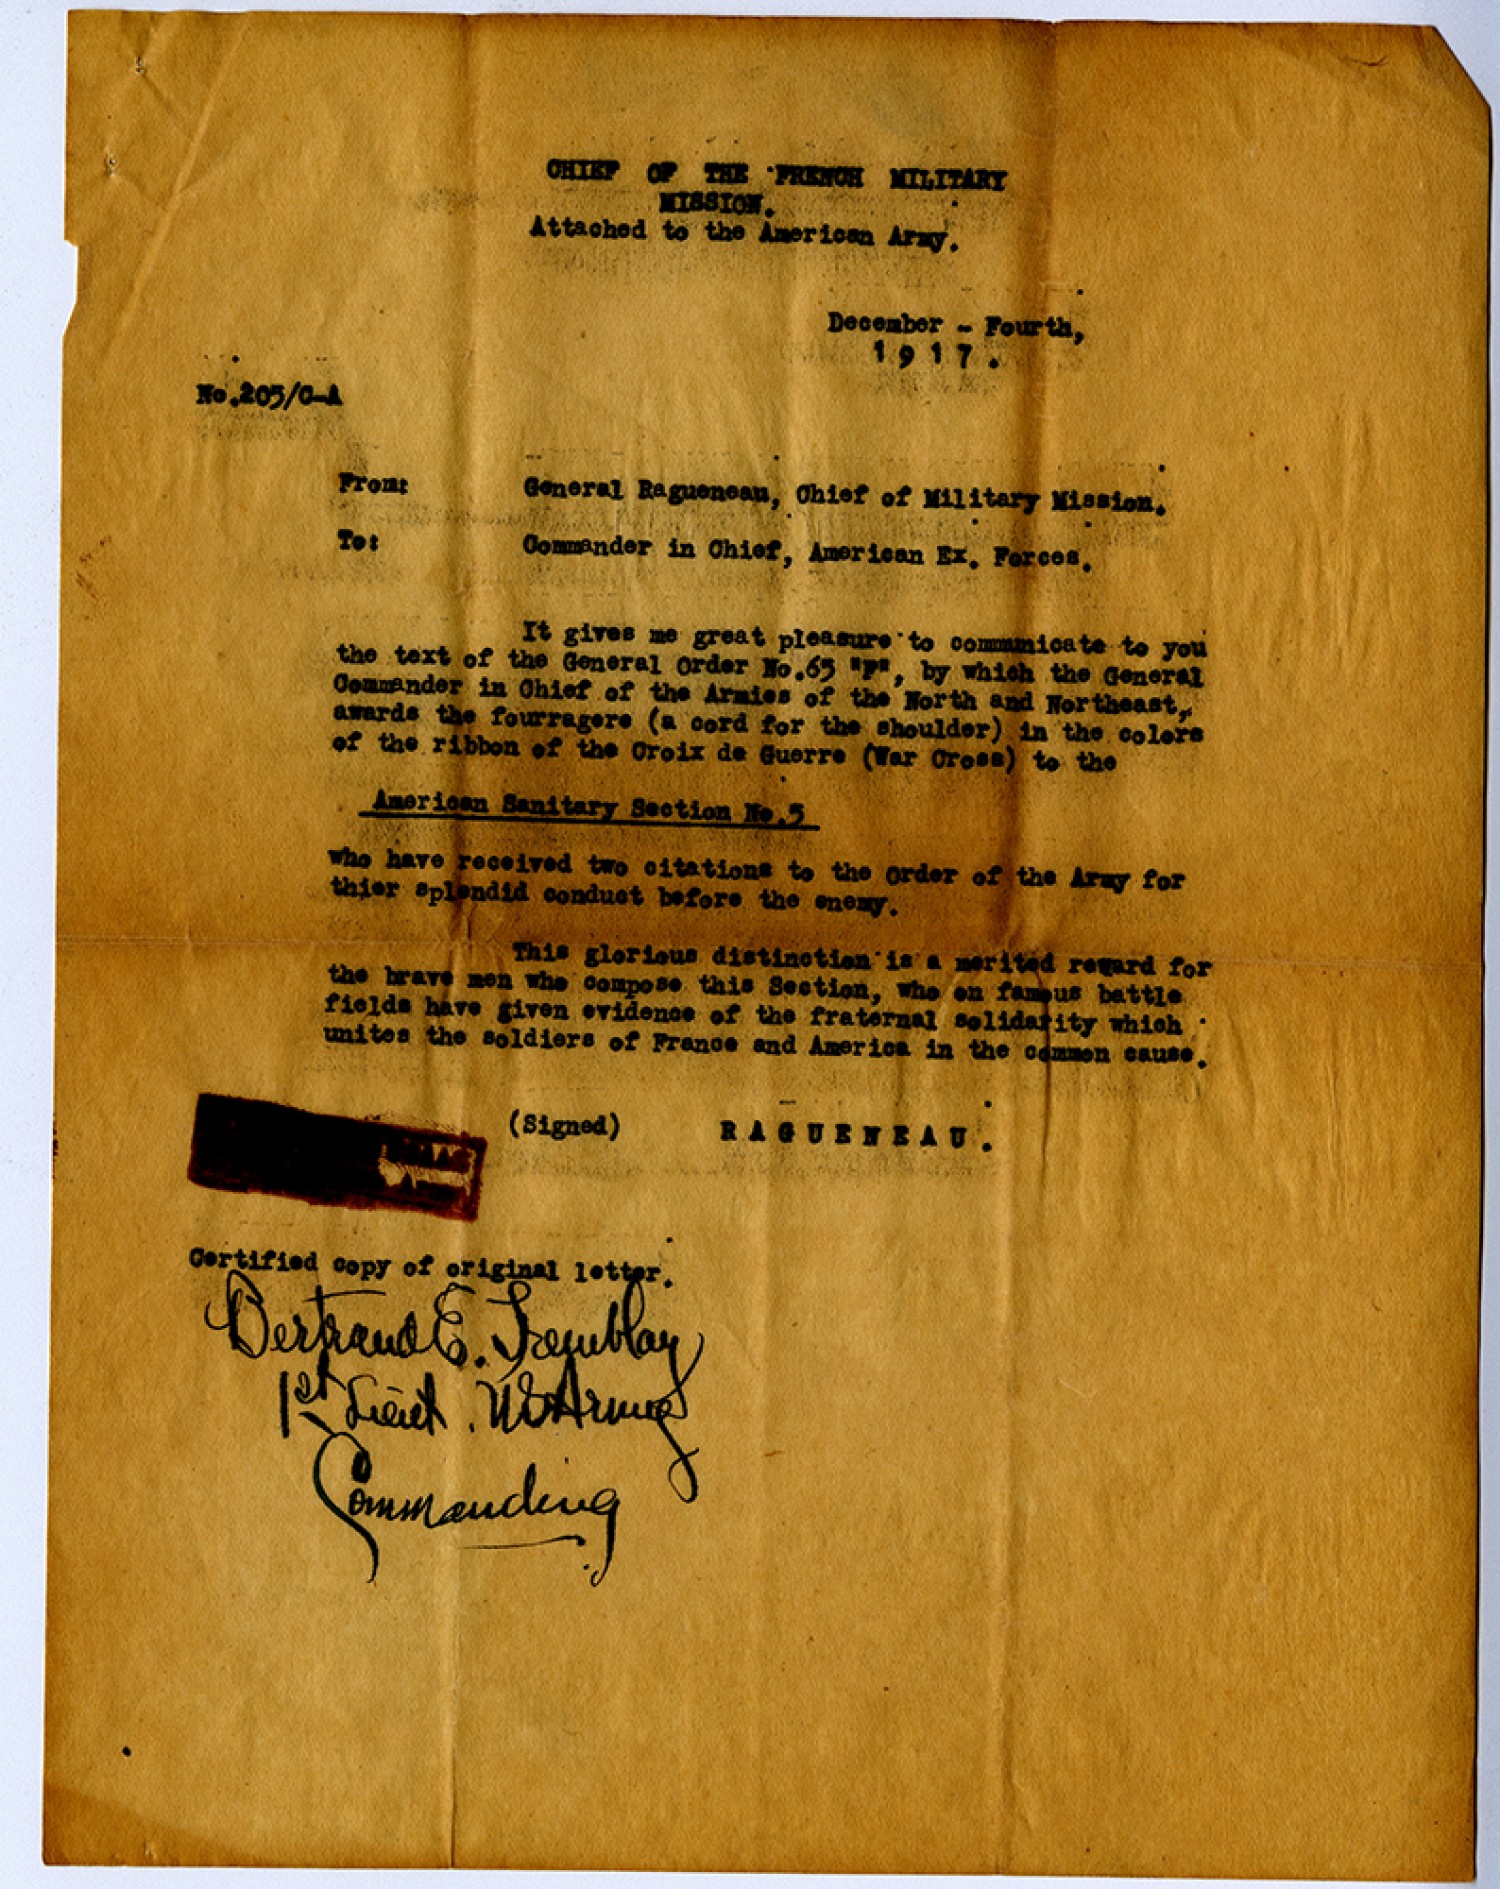 CHIEF OF THE FRENCH MILITARY
MISSION.
Attached to the American Army.
December - Fourth,
1917.
No.205/C-A
From: General Ragueneau, Chief of Military Mission.
To: Commander in Chief, American Ex. Forces.
It gives me great pleasure to communicate to you
the text of the General Order No.65 "F", by which the General
Commander in Chief of the Armies of the North and Northeast,
awards the fourragere (a cord for the shoulder) in the colors
of the ribbon of the Croix de Guerre (War Cross) to the
American Sanitary Section No.5
who have received two citations to the Order of the Army for
thier splendid conduct before the enemy.
This glorious distinction is a merited reward for
the brave men who compose this Section, who on famous battle
fields have given evidence of the fraternal solidarity which
unites the soldiers of France and America in the common cause.
(Signed) RAGUENEAU.
Certified copy of original letter.
Bertrand E. Tremblay
1st Lieut. US Army
Commanding